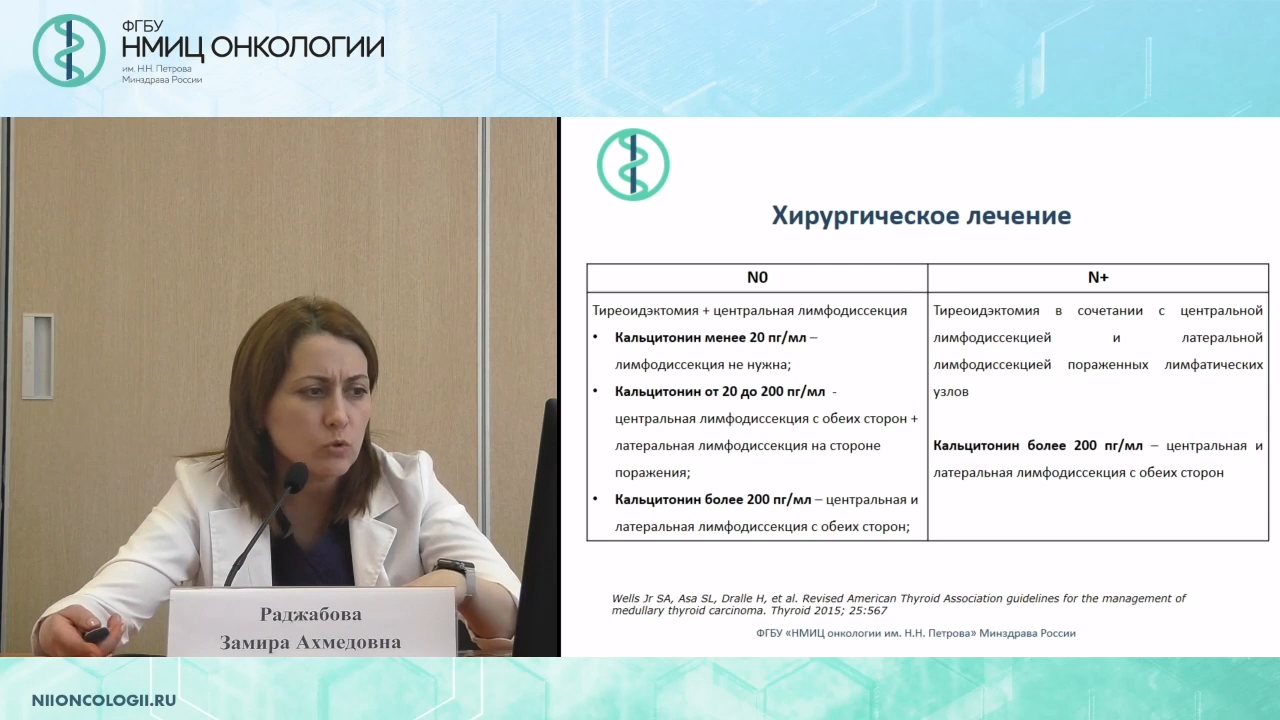 ФГБУ
НМИЦ ОНКОЛОГИИ
им. Н.Н. Петрова
Минздрава России
Раджабова
Замира Ахмедовна
Хирургическое лечение
N0
Тиреоидэктомия + центральная лимфодиссекция
• Кальцитонин менее 20 пг/мл –
лимфодиссекция не нужна;
• Кальцитонин от 20 до 200 пг/мл -
центральная лимфодиссекция с обеих сторон +
латеральная лимфодиссекция на стороне
поражения;
• Кальцитонин более 200 пг/мл – центральная и
латеральная лимфодиссекция с обеих сторон;
N+
Тиреоидэктомия в сочетании с центральной
лимфодиссекцией и латеральной
лимфодиссекцией пораженных лимфатических
узлов
Кальцитонин более 200 пг/мл – центральная и
латеральная лимфодиссекция с обеих сторон
Wells Jr SA, Asa SL, Dralle H, et al. Revised American Thyroid Association guidelines for the management of
medullary thyroid carcinoma. Thyroid 2015; 25:567
ФГБУ «НМИЦ онкологии им. Н.Н. Петрова» Минздрава России
NIIONCOLOGII.RU